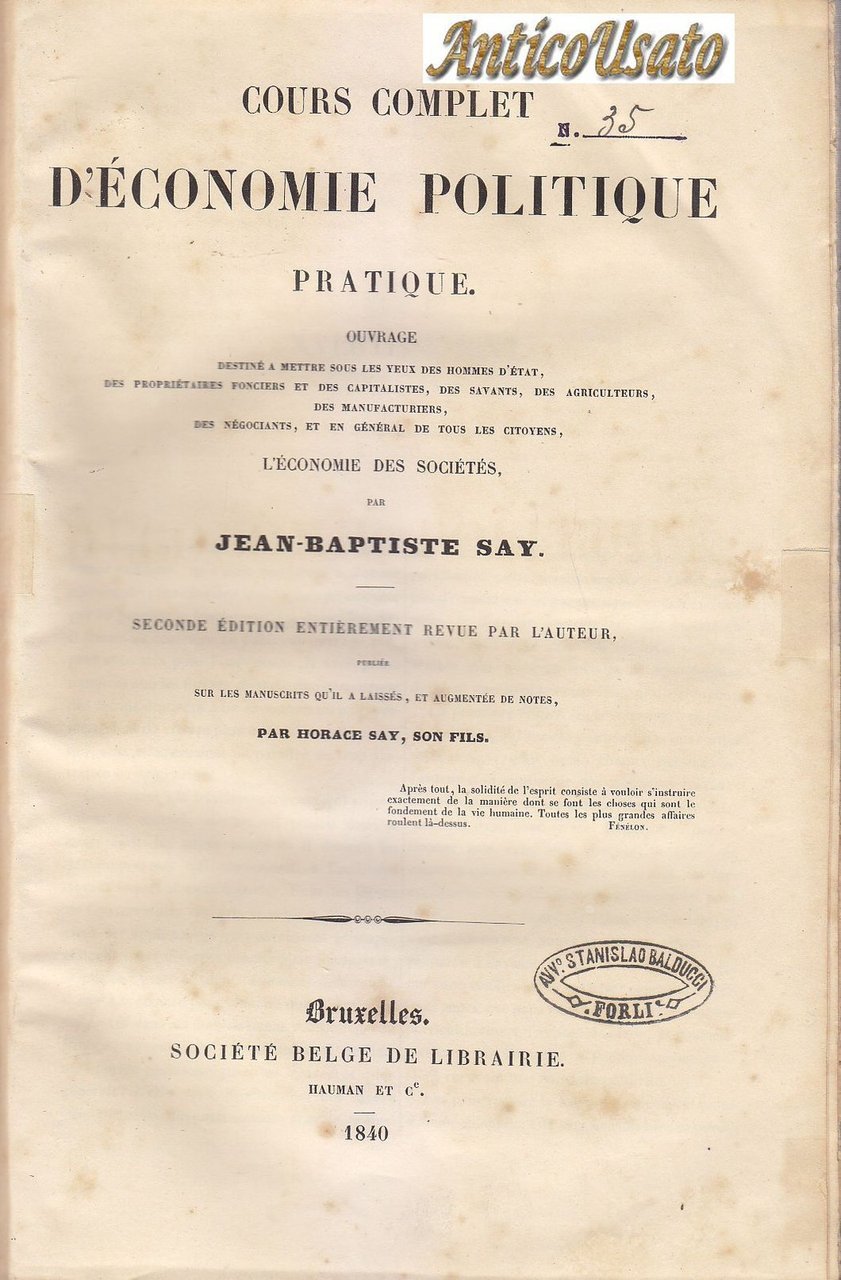 AnticoUsato
COURS COMPLET
N. 35
D'ÉCONOMIE POLITIQUE
PRATIQUE.
OUVRAGE
DESTINÉ A METTRE SOUS LES YEUX DES HOMMES D'ÉTAT,
DES PROPRIÉTAIRES FONCIERS ET DES CAPITALISTES, DES SAVANTS, DES AGRICULTEURS,
DES MANUFACTURIERS,
DES NÉGOCIANTS, ET EN GÉNÉRAL DE TOUS LES CITOYENS,
L'ÉCONOMIE DES SOCIÉTÉS,
PAR
JEAN-BAPTISTE SAY.
SECONDE ÉDITION ENTIÈREMENT REVUE PAR L'AUTEUR,
PUBLIÉE
SUR LES MANUSCRITS QU'IL A LAISSÉS, ET AUGMENTÉE DE NOTES,
PAR HORACE SAY, SON FILS.
Après tout, la solidité de l'esprit consiste à vouloir s'instruire
exactement de la manière dont se font les choses qui sont le
fondement de la vie humaine. Toutes les plus grandes affaires
roulent là-dessus. FÉNÉLON.
AVVº. STANISLAO BALDUCCI
FORLI
Bruxelles.
SOCIÉTÉ BELGE DE LIBRAIRIE.
HAUMAN ET Cᵉ.
1840